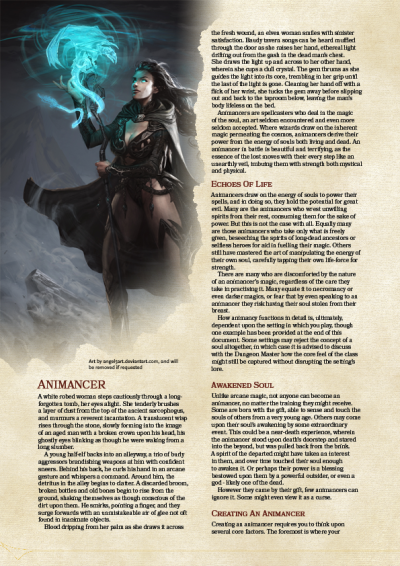 Art by angelitart.deviantart.com, and will
be removed if requested
ANIMANCER
A white robed woman steps cautiously through a long-
forgotten tomb, her eyes alight. She tenderly brushes
a layer of dust from the top of the ancient sarcophogus,
and murmurs a reverent incantation. A translucent wisp
rises through the stone, slowly forming into the image
of an aged man with a broken crown upon his head, his
ghostly eyes blinking as though he were waking from a
long slumber.
A young half-elf backs into an alleyway, a trio of burly
aggressors brandishing weapons at him with confident
sneers. Behind his back, he curls his hand in an arcane
gesture and whispers a command. Around him, the
detritus in the alley begins to clatter. A discarded broom,
broken bottles and old bones begin to rise from the
ground, shaking themselves as though conscious of the
dirt upon them. He smirks, pointing a finger, and they
surge forwards with an unmistakable air of glee not oft
found in inanimate objects.
Blood dripping from her palm as she draws it across
the fresh wound, an elven woman smiles with sinister
satisfaction. Bawdy tavern songs can be heard muffled
through the door as she raises her hand, ethereal light
drifting out from the gash in the dead man's chest.
She draws the light up and across to her other hand,
wherein she cups a dull crystal. The gem thrums as she
guides the light into its core, trembling in her grip until
the last of the light is gone. Cleaning her hand off with a
flick of her wrist, she tucks the gem away before slipping
out and back to the taproom below, leaving the man's
body lifeless on the bed.
Animancers are spellcasters who deal in the magic
of the soul, an art seldom encountered and even more
seldom accepted. Where wizards draw on the inherent
magic permeating the cosmos, animancers derive their
power from the energy of souls both living and dead. An
animancer in battle is beautiful and terrifying, as the
essence of the lost moves with their every step like an
unearthly veil, imbuing them with strength both mystical
and physical.
ECHOES OF LIFE
Animancers draw on the energy of souls to power their
spells, and in doing so, they hold the potential for great
evil. Many are the animancers who wrest unwilling
spirits from their rest, consuming them for the sake of
power. But this is not the case with all. Equally many
are those animancers who take only what is freely
given, beseeching the spirits of long-dead ancestors or
selfless heroes for aid in fuelling their magic. Others
still have mastered the art of manipulating the energy of
their own soul, carefully tapping their own life-force for
strength.
There are many who are discomforted by the nature
of an animancer's magic, regardless of the care they
take in practising it. Many equate it to necromancy or
even darker magics, or fear that by even speaking to an
animancer they risk having their soul stolen from their
breast.
How animancy functions in detail is, ultimately,
dependent upon the setting in which you play, though
one example has been provided at the end of this
document. Some settings may reject the concept of a
soul altogether, in which case it is advised to discuss
with the Dungeon Master how the core feel of the class
might still be captured without disrupting the setting's
lore.
AWAKENED SOUL
Unlike arcane magic, not anyone can become an
animancer, no matter the training they might receive.
Some are born with the gift, able to sense and touch the
souls of others from a very young age. Others may come
upon their soul's awakening by some extraordinary
event. This could be a near-death experience, wherein
the animancer stood upon death's doorstep and stared
into the beyond, but was pulled back from the brink.
A spirit of the departed might have taken an interest
in them, and over time touched their soul enough
to awaken it. Or perhaps their power is a blessing
bestowed upon them by a powerful outsider, or even a
god - likely one of the dead.
However they came by their gift, few animancers can
ignore it. Some might even view it as a curse.
CREATING AN ANIMANCER
Creating an animancer requires you to think upon
several core factors. The foremost is where your